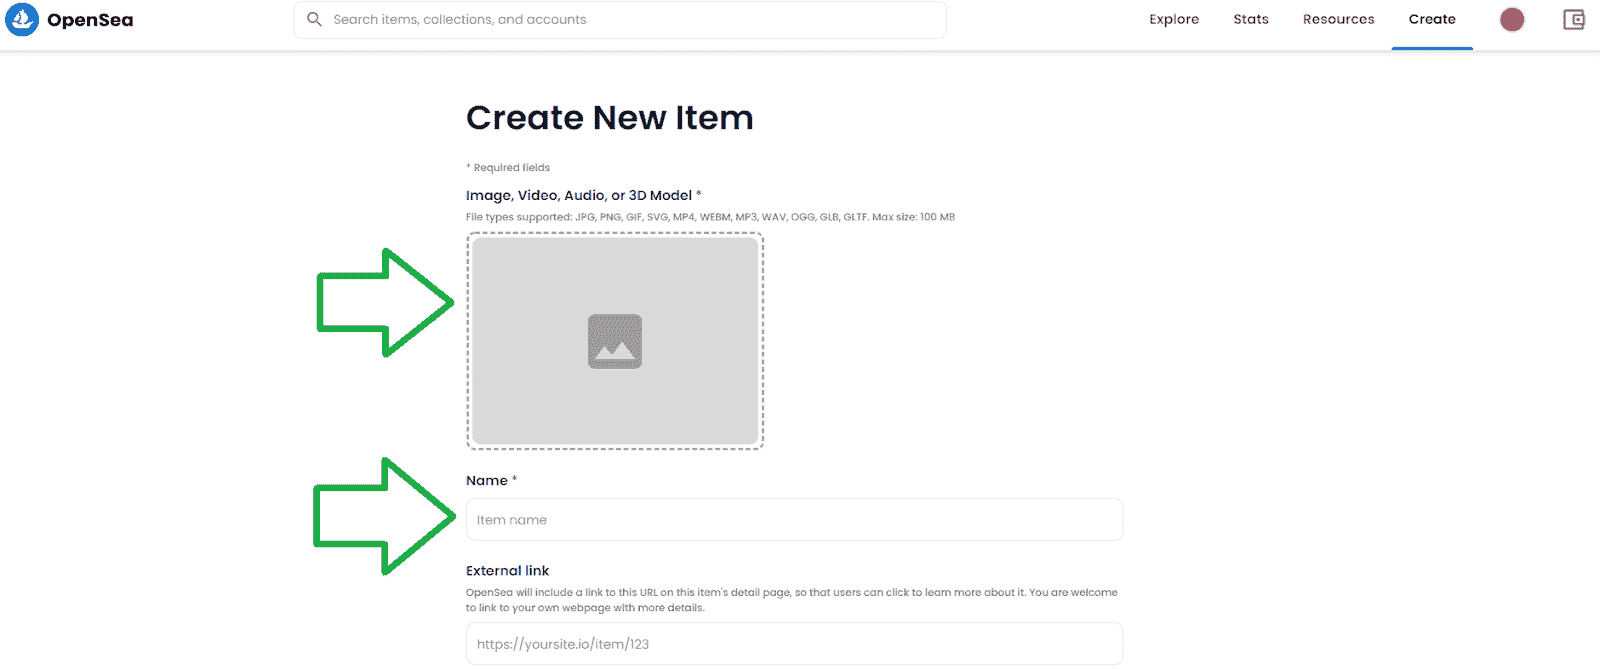 OpenSea
Search items, collections, and accounts
Explore
Stats
Resources
Create
Create New Item
* Required fields
Image, Video, Audio, or 3D Model *
File types supported: JPG, PNG, GIF, SVG, MP4, WEBM, MP3, WAV, OGG, GLB, GLTF. Max size: 100 MB
Name *
Item name
External link
OpenSea will include a link to this URL on this item's detail page, so that users can click to learn more about it. You are welcome
to link to your own webpage with more details.
https://yoursite.io/item/123